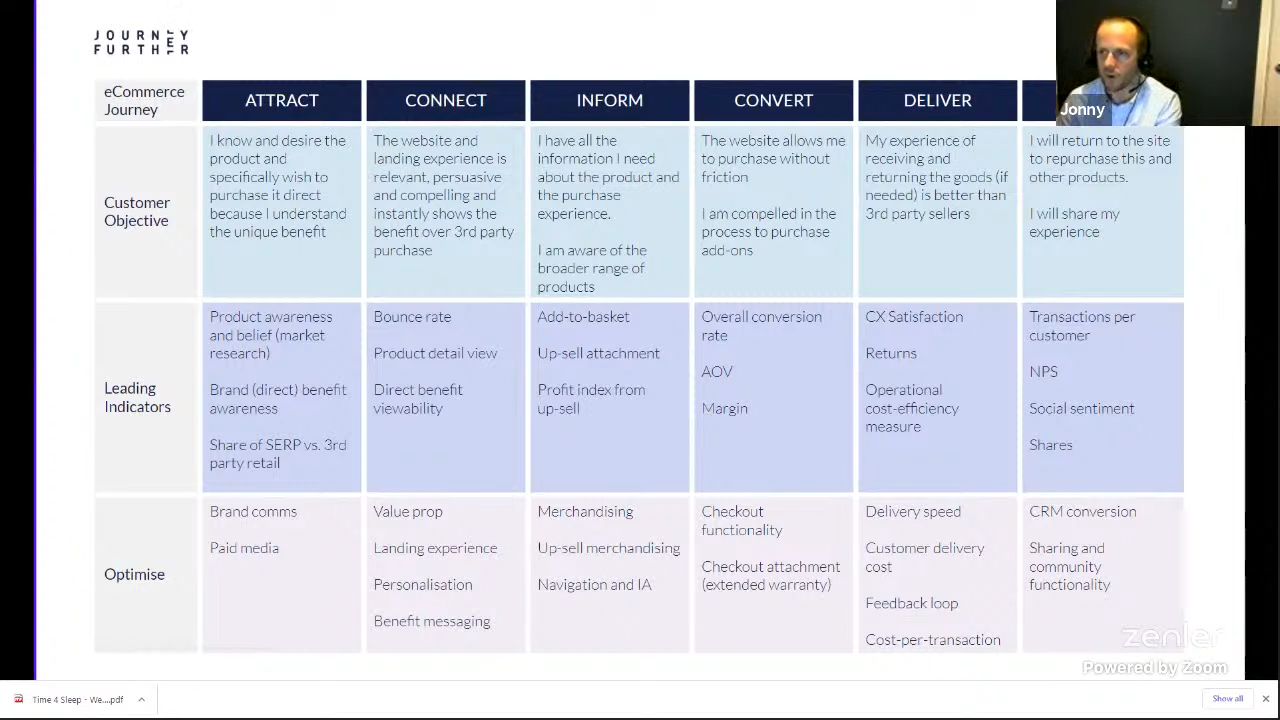 JOURNEY
FURTHER
Jonny
eCommerce
Journey
ATTRACT
CONNECT
INFORM
CONVERT
DELIVER
Customer
Objective
I know and desire the
product and
specifically wish to
purchase it direct
because I understand
the unique benefit
The website and
landing experience is
relevant, persuasive
and compelling and
instantly shows the
benefit over 3rd party
purchase
I have all the
information I need
about the product and
the purchase
experience.
I am aware of the
broader range of
products
The website allows me
to purchase without
friction
I am compelled in the
process to purchase
add-ons
My experience of
receiving and
returning the goods (if
needed) is better than
3rd party sellers
I will return to the site
to repurchase this and
other products.
I will share my
experience
Leading
Indicators
Product awareness
and belief (market
research)
Brand (direct) benefit
awareness
Share of SERP vs. 3rd
party retail
Bounce rate
Product detail view
Direct benefit
viewability
Add-to-basket
Up-sell attachment
Profit index from
up-sell
Overall conversion
rate
AOV
Margin
CX Satisfaction
Returns
Operational
cost-efficiency
measure
Transactions per
customer
NPS
Social sentiment
Shares
Optimise
Brand comms
Paid media
Value prop
Landing experience
Personalisation
Benefit messaging
Merchandising
Up-sell merchandising
Navigation and IA
Checkout
functionality
Checkout attachment
(extended warranty)
Delivery speed
Customer delivery
cost
Feedback loop
Cost-per-transaction
CRM conversion
Sharing and
community
functionality
zenler
Powered by Zoom
Time 4 Sleep - We....pdf
Show all